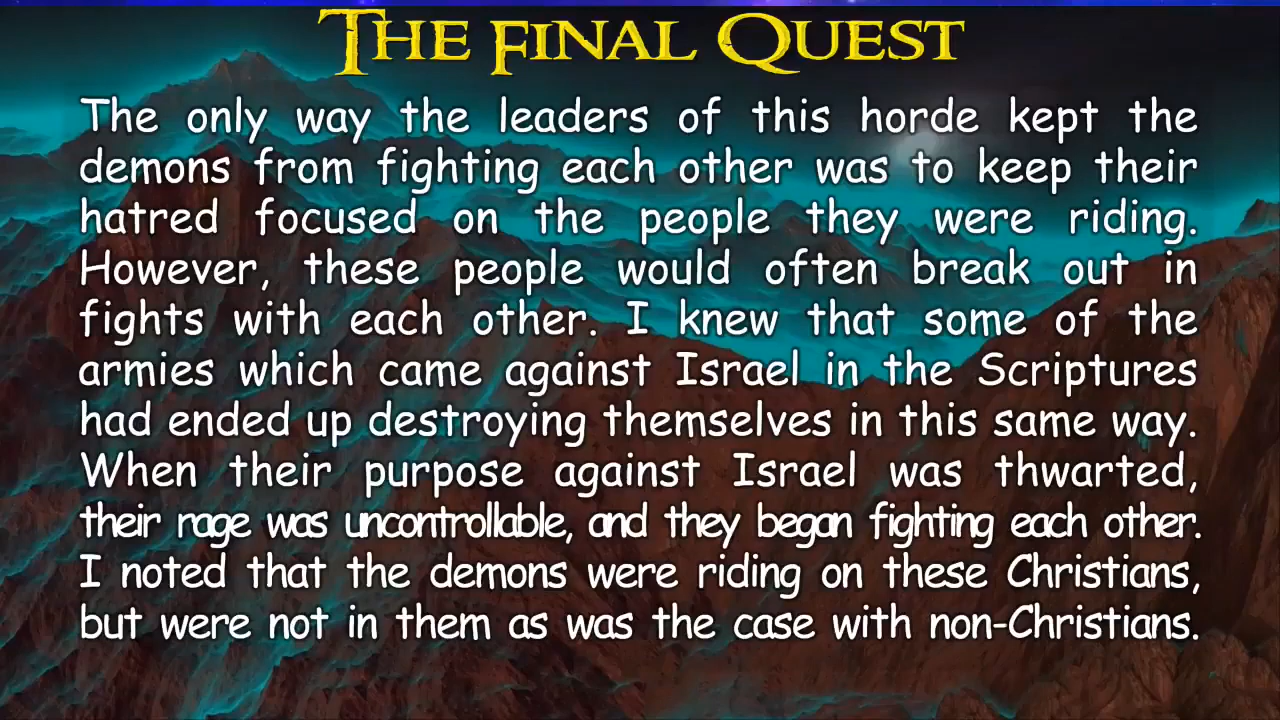 The Final Quest
The only way the leaders of this horde kept the
demons from fighting each other was to keep their
hatred focused on the people they were riding.
However, these people would often break out in
fights with each other. I knew that some of the
armies which came against Israel in the Scriptures
had ended up destroying themselves in this same way.
When their purpose against Israel was thwarted,
their rage was uncontrollable, and they began fighting each other.
I noted that the demons were riding on these Christians,
but were not in them as was the case with non-Christians.